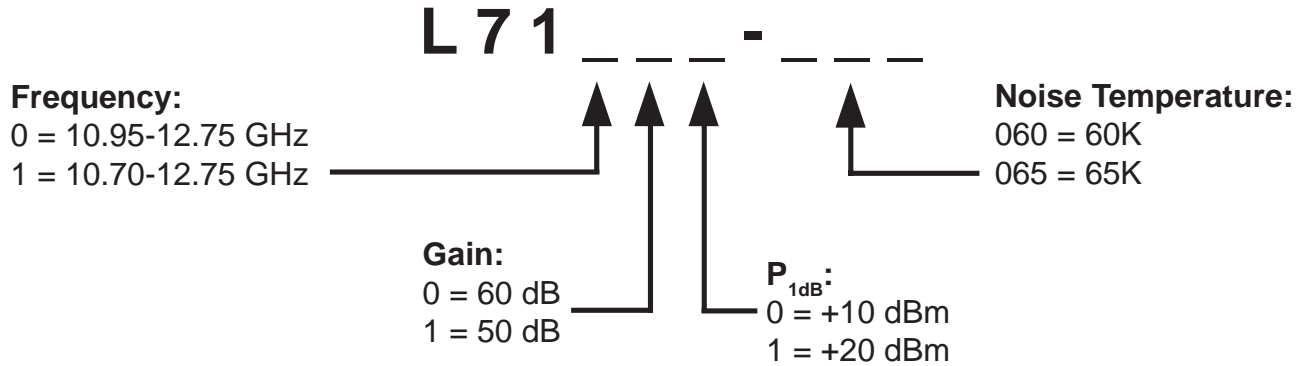 L 7 1 _ _ _ - _ _ _
Frequency:
0 = 10.95-12.75 GHz
1 = 10.70-12.75 GHz
Noise Temperature:
060 = 60K
065 = 65K
Gain:
0 = 60 dB
1 = 50 dB
P1dB:
0 = +10 dBm
1 = +20 dBm